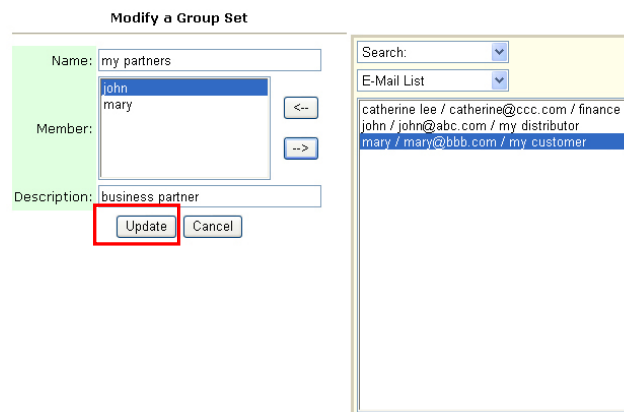 Modify a Group Set
Name: my partners
Member:
john
mary
<--
-->
Description: business partner
Update Cancel
Search:
E-Mail List
catherine lee / catherine@ccc.com / finance
john / john@abc.com / my distributor
mary / mary@bbb.com / my customer